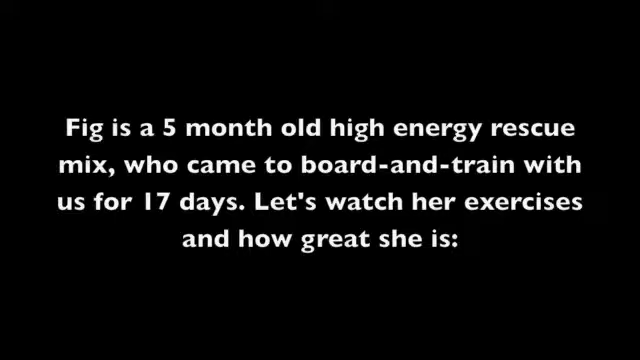 Fig is a 5 month old high energy rescue
mix, who came to board-and-train with
us for 17 days. Let's watch her exercises
and how great she is: